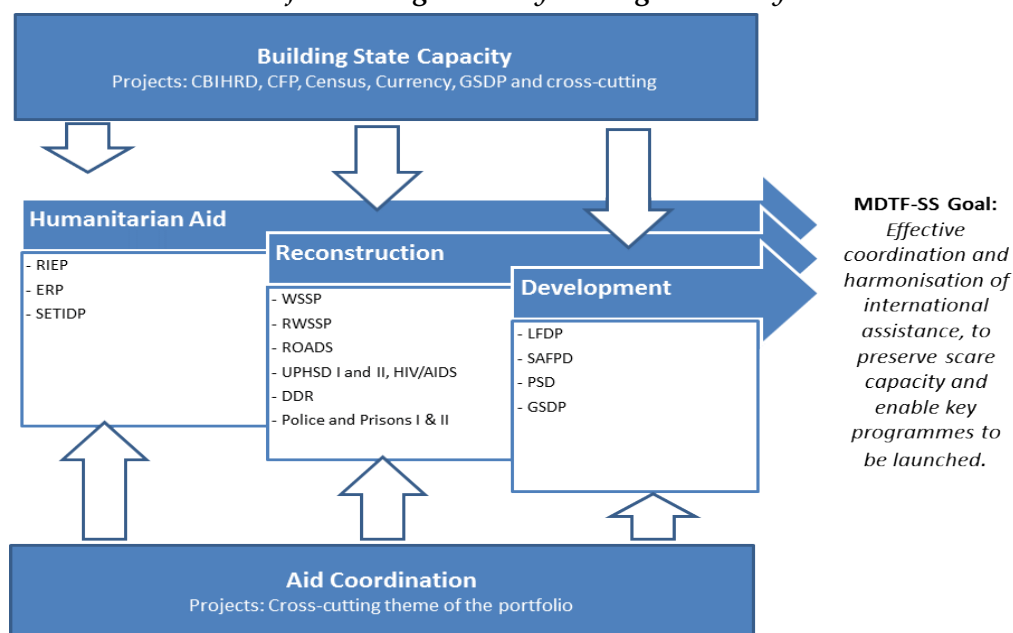 Building State Capacity
Projects: CBIHRD, CFP, Census, Currency, GSDP and cross-cutting
Humanitarian Aid
- RIEP
- ERP
- SETIDP
Reconstruction
- WSSP
- RWSSP
- ROADS
- UPHSD I and II, HIV/AIDS
- DDR
- Police and Prisons I & II
Development
- LFDP
- SAFPD
- PSD
- GSDP
MDTF-SS Goal:
Effective
coordination and
harmonisation of
international
assistance, to
preserve scare
capacity and
enable key
programmes to
be launched.
Aid Coordination
Projects: Cross-cutting theme of the portfolio